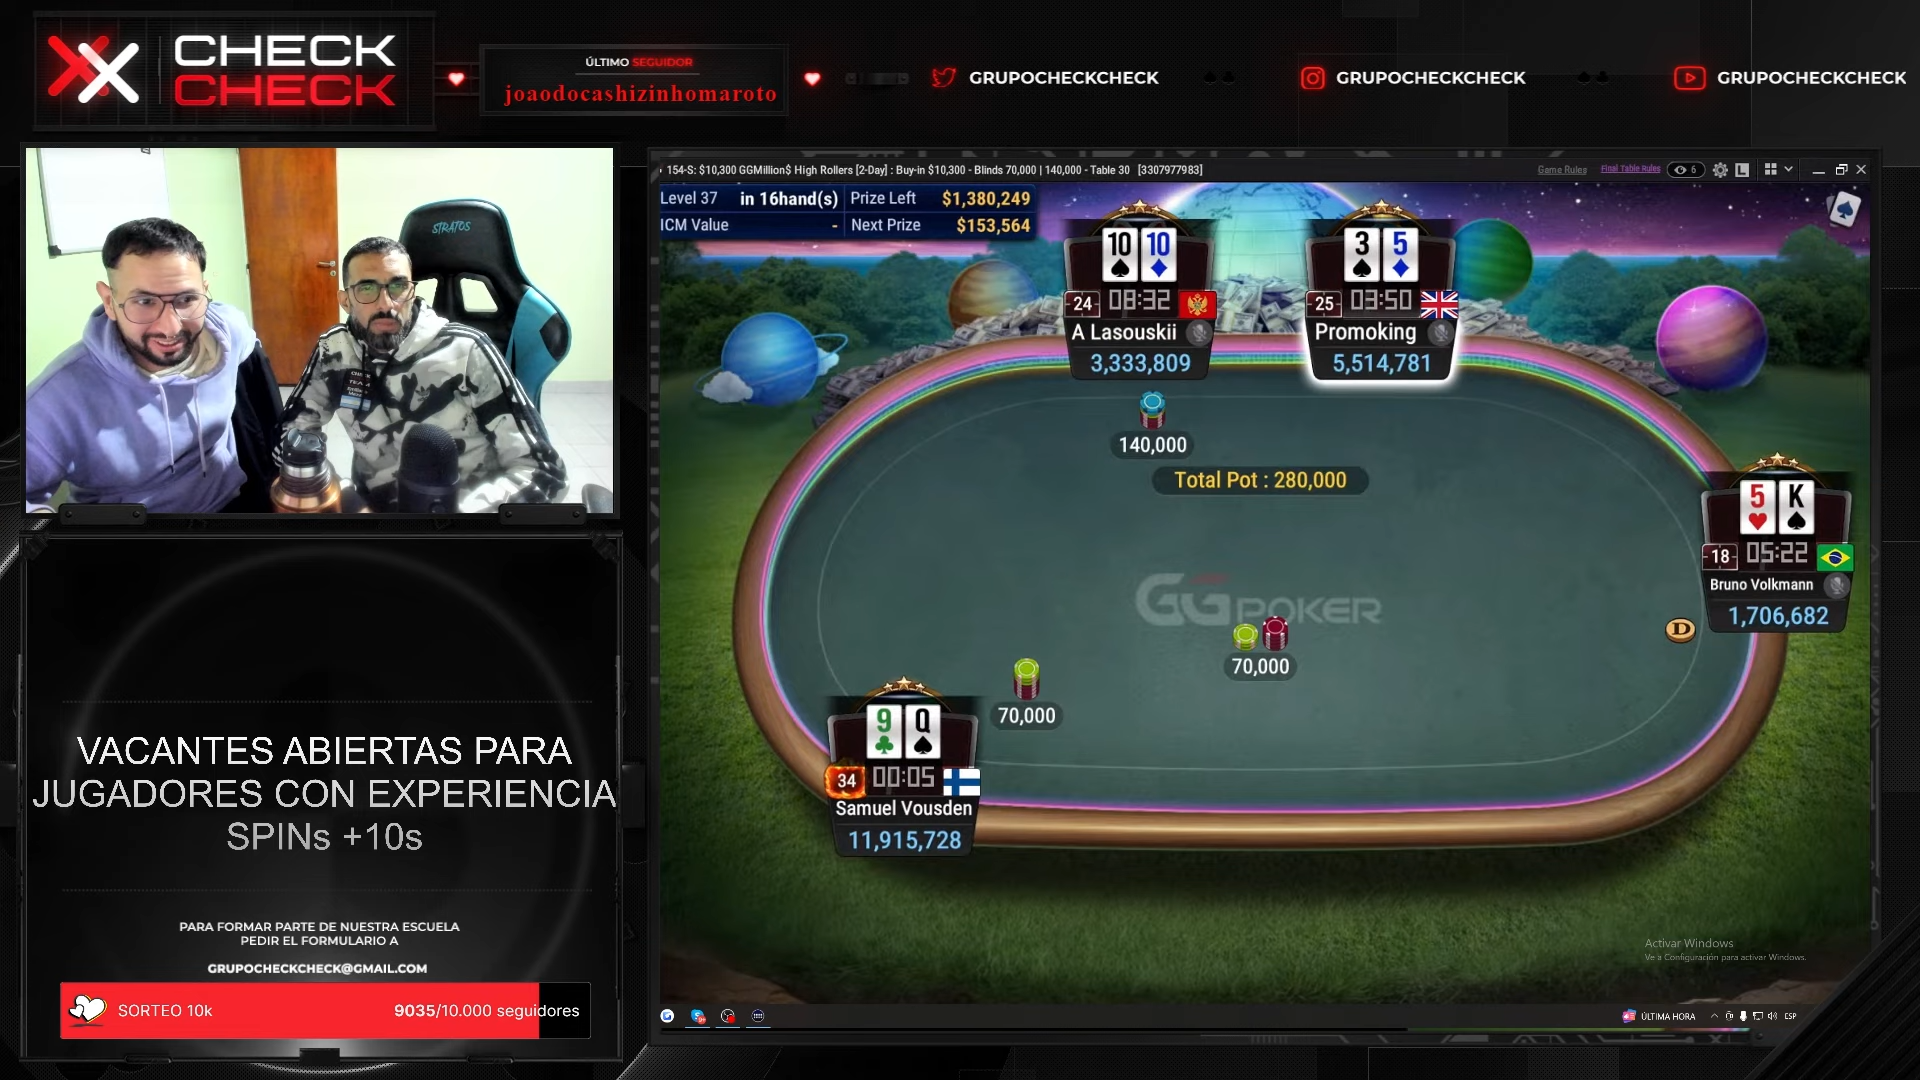 CHECK
CHECK
ÚLTIMO SEGUIDOR
joaodocashizinhomaroto
GRUPOCHECKCHECK
GRUPOCHECKCHECK
GRUPOCHECKCHECK
154-S: $10,300 GGMillion$ High Rollers [2-Day] : Buy-in $10,300 - Blinds 70,000 | 140,000 - Table 30 [3307977983]
Game Rules
Final Table Rules
6
Level 37 in 16hand(s) Prize Left $1,380,249
ICM Value - Next Prize $153,564
STRATOS
10 10
24 08:32
A Lasouskii
3,333,809
3 5
25 03:50
Promoking
5,514,781
140,000
Total Pot : 280,000
5 K
18 05:22
Bruno Volkmann
1,706,682
D
GGPOKER
70,000
70,000
9 Q
34 00:05
Samuel Vousden
11,915,728
VACANTES ABIERTAS PARA
JUGADORES CON EXPERIENCIA
SPINs +10s
PARA FORMAR PARTE DE NUESTRA ESCUELA
PEDIR EL FORMULARIO A
GRUPOCHECKCHECK@GMAIL.COM
SORTEO 10k 9035/10.000 seguidores
Activar Windows
Ve a Configuración para activar Windows.
ÚLTIMA HORA
ESP